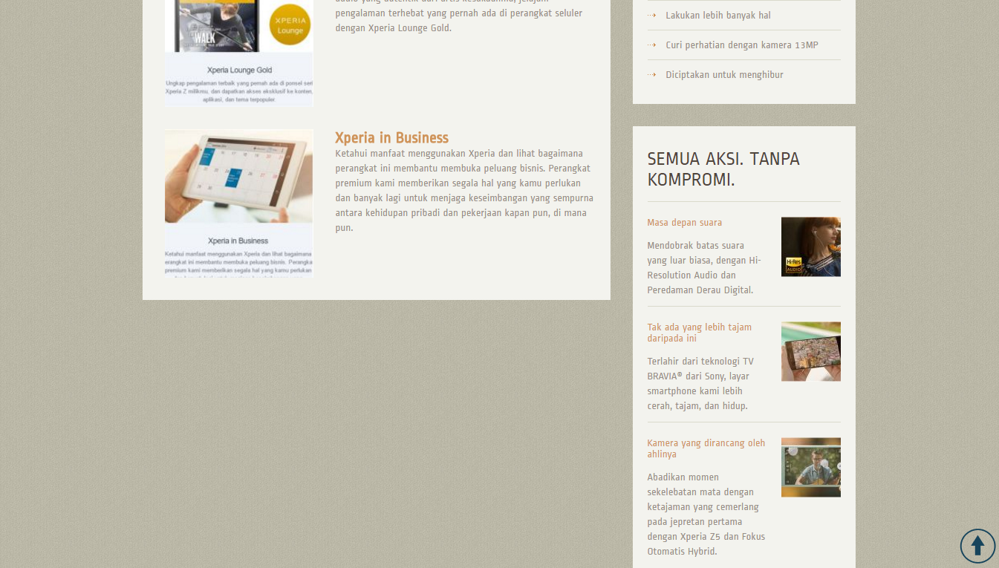 pengalaman terhebat yang pernah ada di perangkat seluler
dengan Xperia Lounge Gold.
XPERIA
Lounge
WALK
Xperia Lounge Gold
Ungkap pengalaman terbaik yang pernah ada di ponsel seri
Xperia Z milikmu, dan dapatkan akses eksklusif ke konten,
aplikasi, dan tema terpopuler.
Xperia in Business
Ketahui manfaat menggunakan Xperia dan lihat bagaimana
perangkat ini membantu membuka peluang bisnis. Perangkat
premium kami memberikan segala hal yang kamu perlukan
dan banyak lagi untuk menjaga keseimbangan yang sempurna
antara kehidupan pribadi dan pekerjaan kapan pun, di mana
pun.
Xperia in Business
Ketahui manfaat menggunakan Xperia dan lihat bagaimana
erangkat ini membantu membuka peluang bisnis. Perangka
premium kami memberikan segala hal yang kamu perlukan
Lakukan lebih banyak hal
Curi perhatian dengan kamera 13MP
Diciptakan untuk menghibur
SEMUA AKSI. TANPA
KOMPROMI.
Masa depan suara
Mendobrak batas suara
yang luar biasa, dengan Hi-
Resolution Audio dan
Peredaman Derau Digital.
Hi-Res
AUDIO
Tak ada yang lebih tajam
daripada ini
Terlahir dari teknologi TV
BRAVIA® dari Sony, layar
smartphone kami lebih
cerah, tajam, dan hidup.
Kamera yang dirancang oleh
ahlinya
Abadikan momen
sekelebatan mata dengan
ketajaman yang cemerlang
pada jepretan pertama
dengan Xperia Z5 dan Fokus
Otomatis Hybrid.